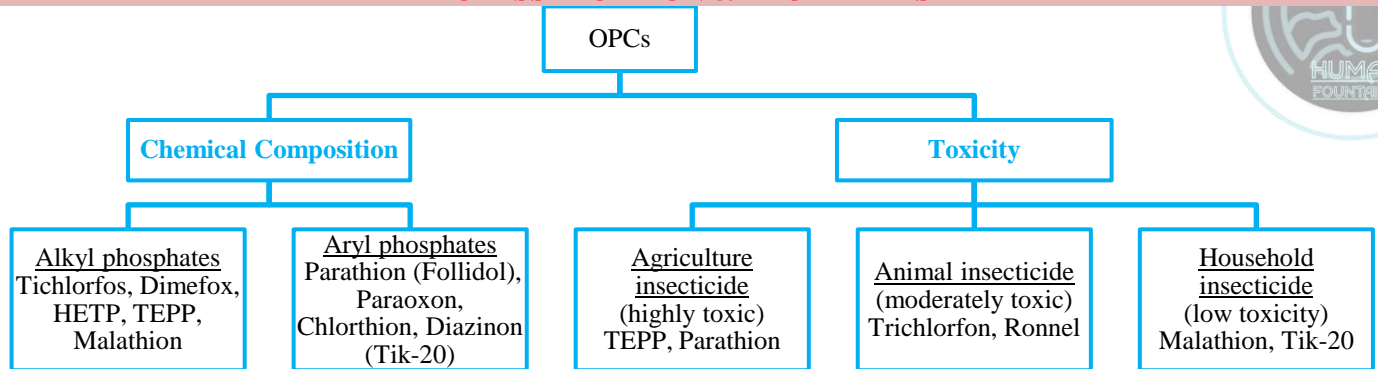 OPCs
Chemical Composition
Toxicity
Alkyl phosphates
Tichlorfos, Dimefox,
HETP, TEPP,
Malathion
Aryl phosphates
Parathion (Follidol),
Paraoxon,
Chlorthion, Diazinon
(Tik-20)
Agriculture
insecticide
(highly toxic)
TEPP, Parathion
Animal insecticide
(moderately toxic)
Trichlorfon, Ronnel
Household
insecticide
(low toxicity)
Malathion, Tik-20